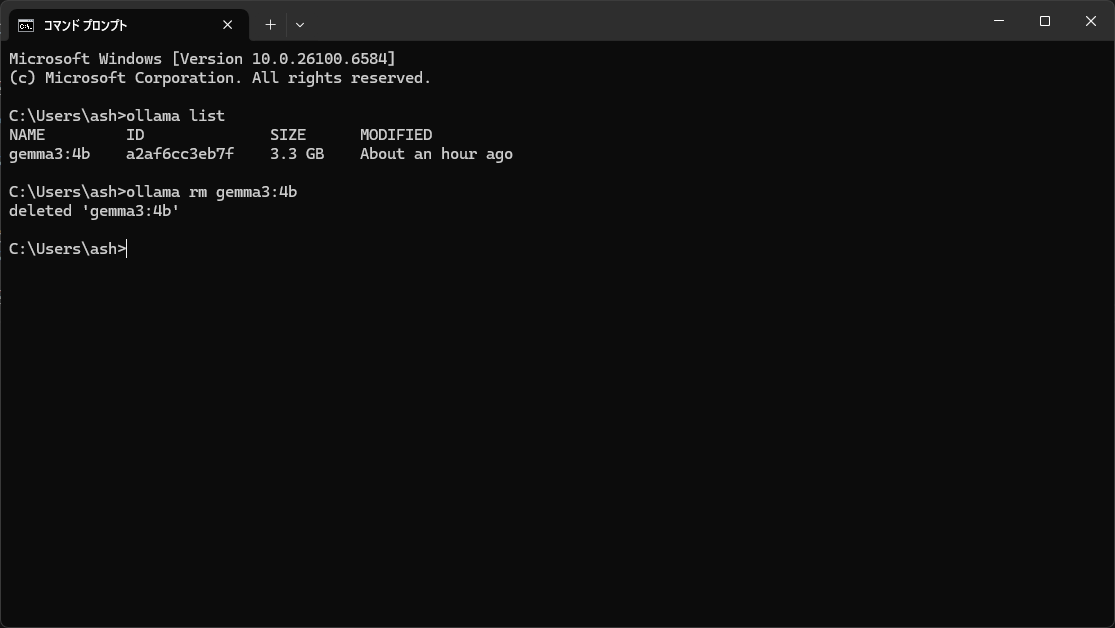 コマンド プロンプト
Microsoft Windows [Version 10.0.26100.6584]
(c) Microsoft Corporation. All rights reserved.
C:\Users\ash>ollama list
NAME         ID              SIZE      MODIFIED
gemma3:4b    a2af6cc3eb7f    3.3 GB    About an hour ago
C:\Users\ash>ollama rm gemma3:4b
deleted 'gemma3:4b'
C:\Users\ash>